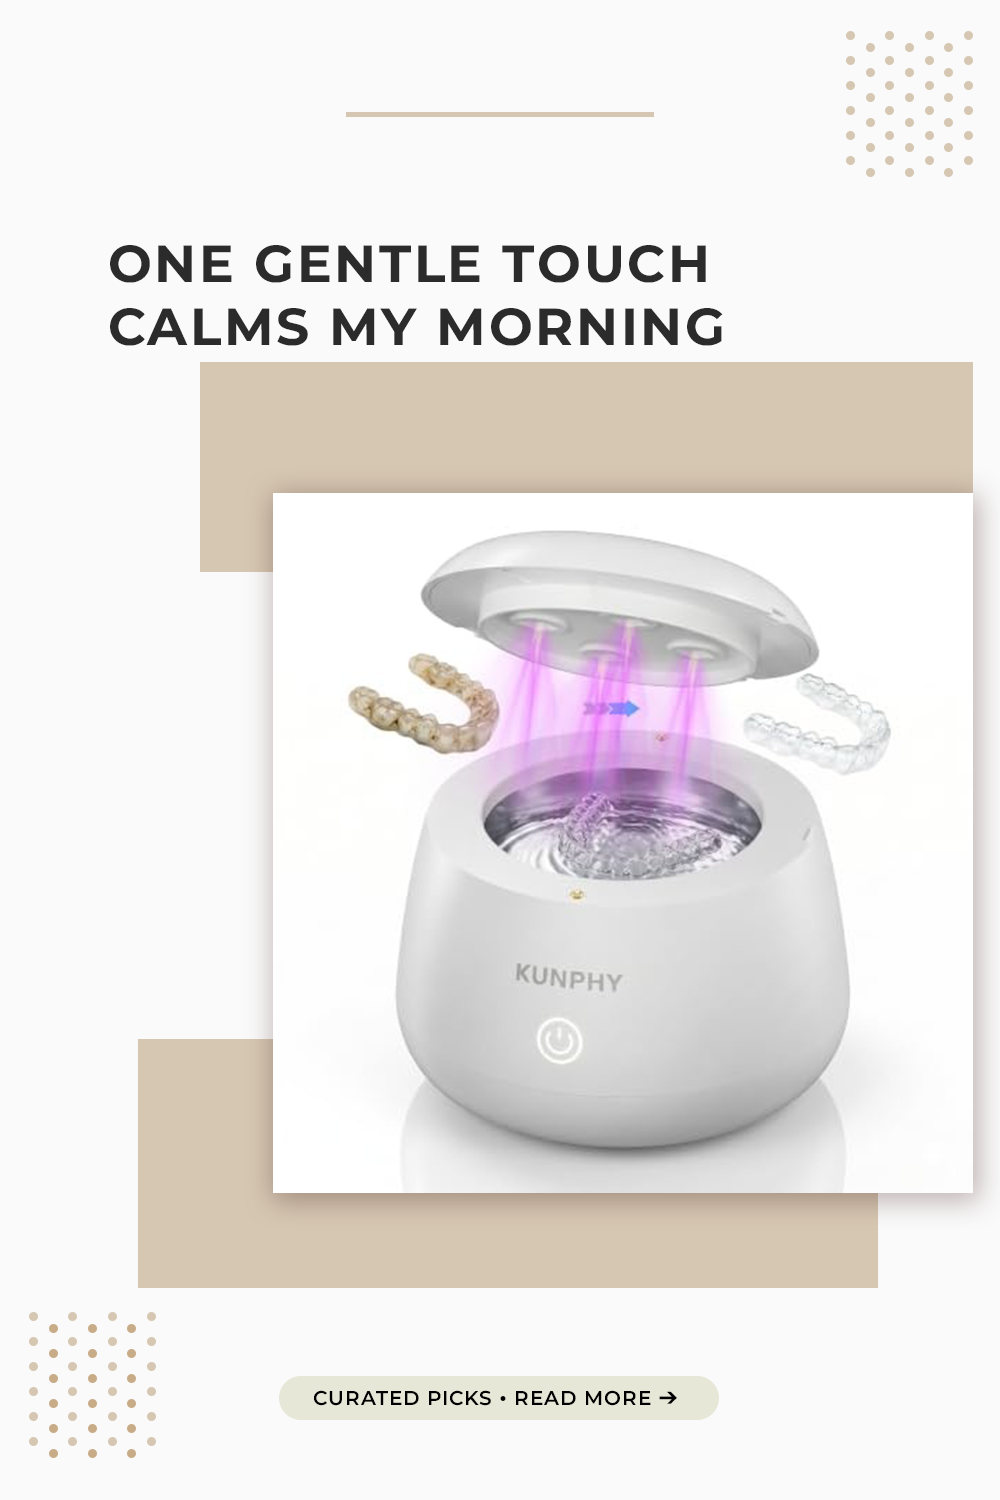 ONE GENTLE TOUCH
CALMS MY MORNING
KUNPHY
CURATED PICKS • READ MORE ➔